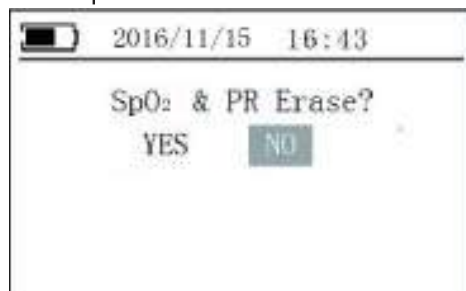 2016/11/15 16:43
SpO₂ & PR Erase?
YES NO